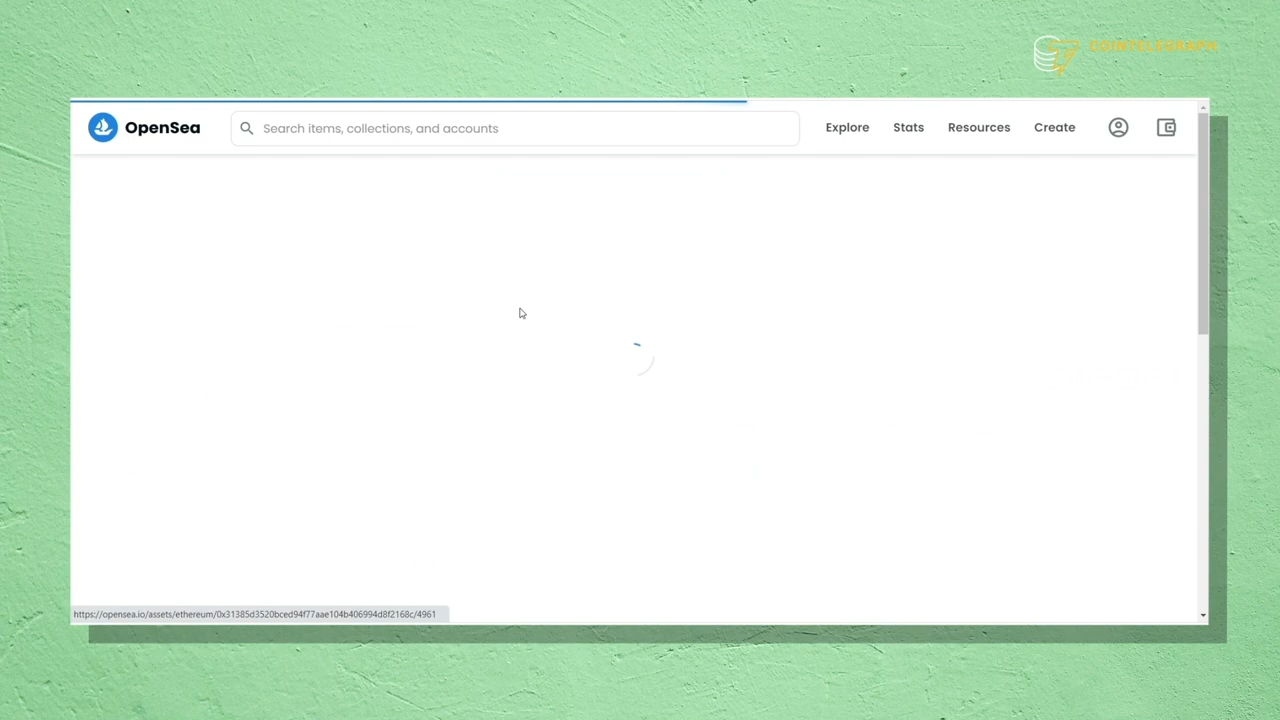 COINTELEGRAPH
OpenSea
Search items, collections, and accounts
Explore
Stats
Resources
Create
https://opensea.io/assets/ethereum/0x31385d3520bced94f77aae104b406994d8f2168c/4961